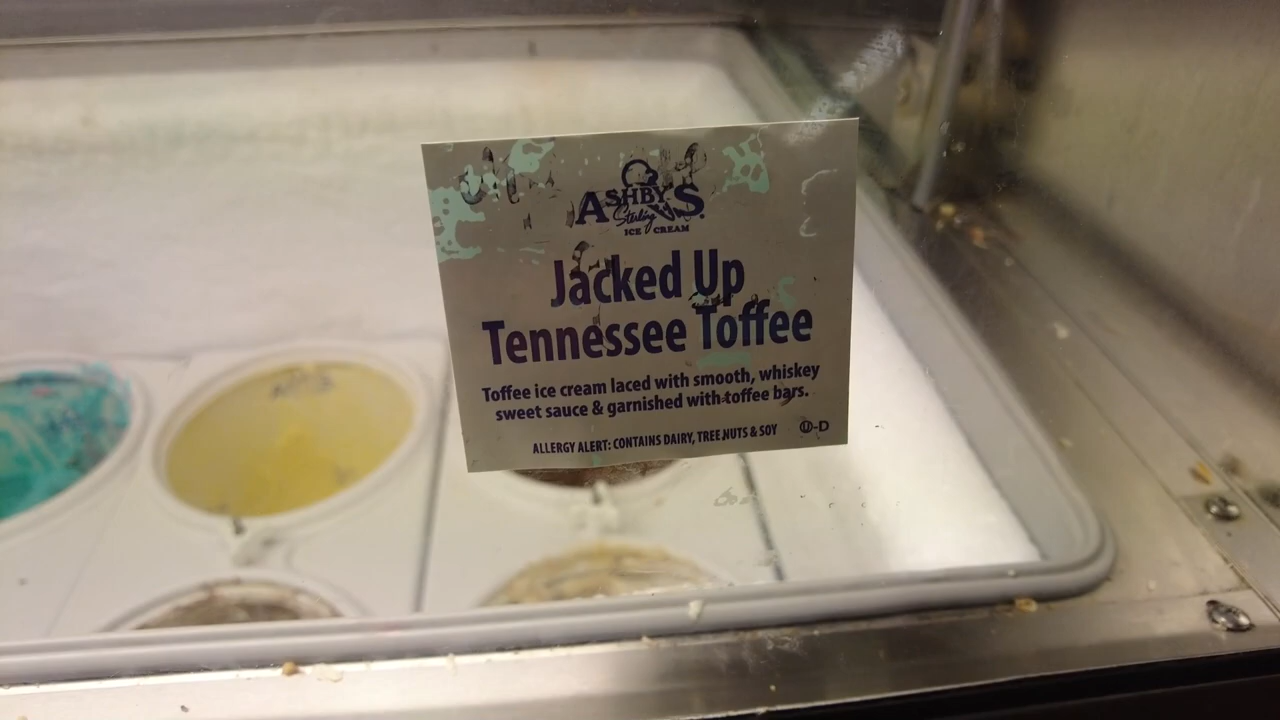 ASHBY'S
Sterling
ICE CREAM
Jacked Up
Tennessee Toffee
Toffee ice cream laced with smooth, whiskey
sweet sauce & garnished with toffee bars.
ALLERGY ALERT: CONTAINS DAIRY, TREE NUTS & SOY Ⓤ-D